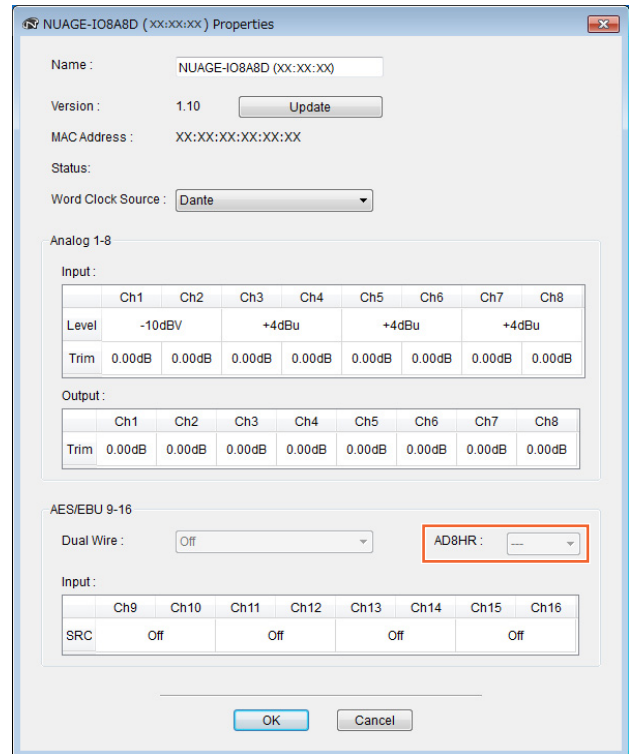 NUAGE-IO8A8D (XX:XX:XX) Properties
Name : NUAGE-IO8A8D (XX:XX:XX)
Version : 1.10 Update
MAC Address : XX:XX:XX:XX:XX:XX
Status:
Word Clock Source : Dante
Analog 1-8
Input :
Ch1 Ch2 Ch3 Ch4 Ch5 Ch6 Ch7 Ch8
Level -10dBV +4dBu +4dBu +4dBu
Trim 0.00dB 0.00dB 0.00dB 0.00dB 0.00dB 0.00dB 0.00dB 0.00dB
Output :
Ch1 Ch2 Ch3 Ch4 Ch5 Ch6 Ch7 Ch8
Trim 0.00dB 0.00dB 0.00dB 0.00dB 0.00dB 0.00dB 0.00dB 0.00dB
AES/EBU 9-16
Dual Wire : Off AD8HR : ---
Input :
Ch9 Ch10 Ch11 Ch12 Ch13 Ch14 Ch15 Ch16
SRC Off Off Off Off
OK Cancel